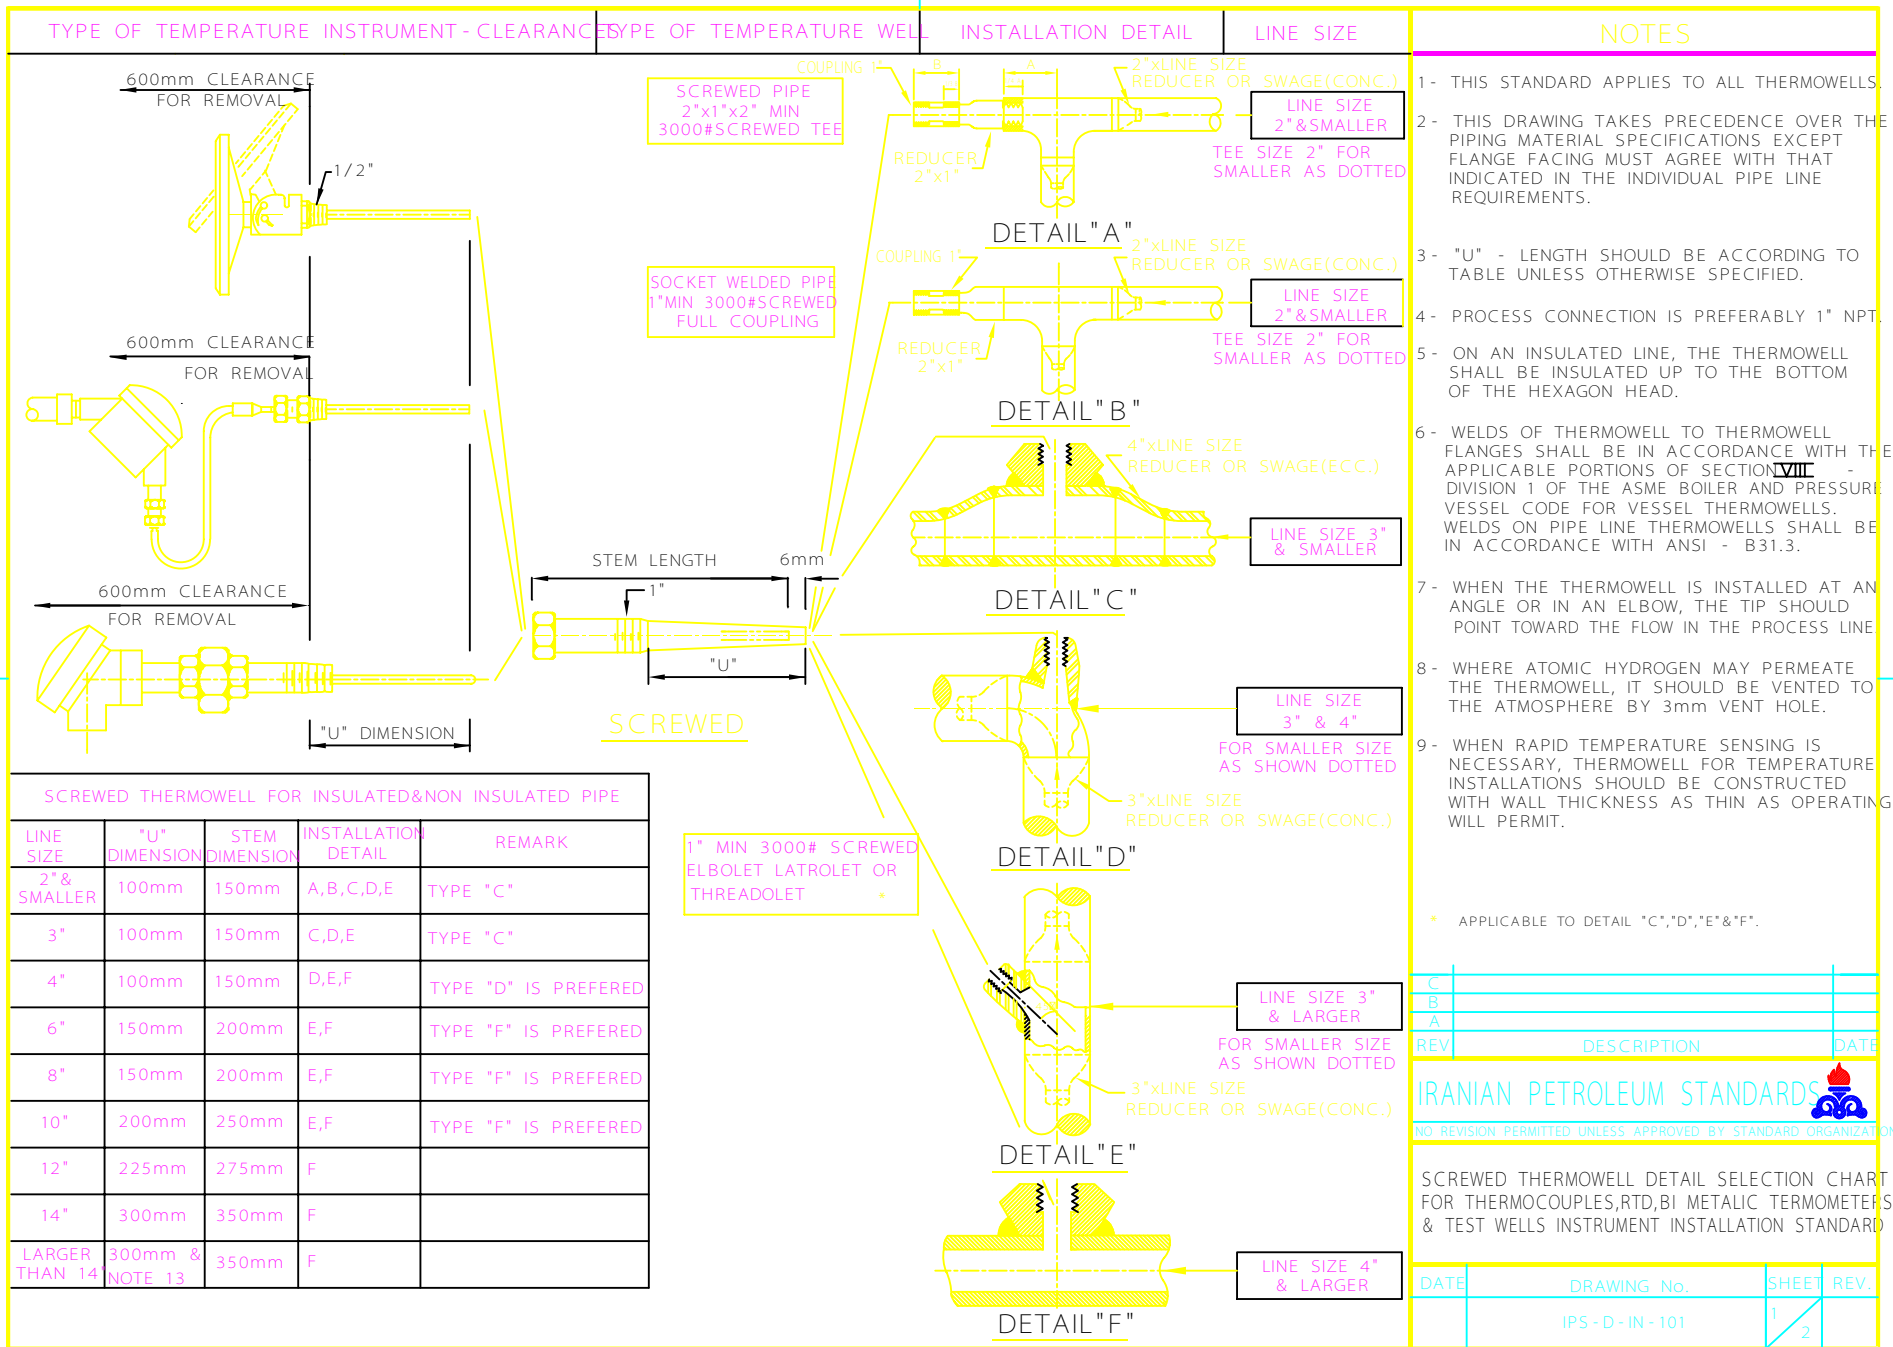 TYPE OF TEMPERATURE INSTRUMENT - CLEARANCES
TYPE OF TEMPERATURE WELL
INSTALLATION DETAIL
LINE SIZE
600mm CLEARANCE
FOR REMOVAL
1/2"
600mm CLEARANCE
FOR REMOVAL
600mm CLEARANCE
FOR REMOVAL
"U" DIMENSION
SCREWED PIPE
2"x1"x2" MIN
3000#SCREWED TEE
SOCKET WELDED PIPE
1"MIN 3000#SCREWED
FULL COUPLING
STEM LENGTH
6mm
1"
"U"
SCREWED
1" MIN 3000# SCREWED
ELBOLET LATROLET OR
THREADOLET *
COUPLING 1"
B
A
2"xLINE SIZE
REDUCER OR SWAGE(CONC.)
REDUCER
2"x1"
LINE SIZE
2"&SMALLER
TEE SIZE 2" FOR
SMALLER AS DOTTED
DETAIL"A"
COUPLING 1"
2"xLINE SIZE
REDUCER OR SWAGE(CONC.)
REDUCER
2"x1"
LINE SIZE
2"&SMALLER
TEE SIZE 2" FOR
SMALLER AS DOTTED
DETAIL"B"
4"xLINE SIZE
REDUCER OR SWAGE(ECC.)
LINE SIZE 3"
& SMALLER
DETAIL"C"
LINE SIZE
3" & 4"
FOR SMALLER SIZE
AS SHOWN DOTTED
3"xLINE SIZE
REDUCER OR SWAGE(CONC.)
DETAIL"D"
LINE SIZE 3"
& LARGER
FOR SMALLER SIZE
AS SHOWN DOTTED
3"xLINE SIZE
REDUCER OR SWAGE(CONC.)
DETAIL"E"
LINE SIZE 4"
& LARGER
DETAIL"F"
SCREWED THERMOWELL FOR INSULATED&NON INSULATED PIPE
LINE SIZE "U" DIMENSION STEM DIMENSION INSTALLATION DETAIL REMARK
2"& SMALLER 100mm 150mm A,B,C,D,E TYPE "C"
3" 100mm 150mm C,D,E TYPE "C"
4" 100mm 150mm D,E,F TYPE "D" IS PREFERED
6" 150mm 200mm E,F TYPE "F" IS PREFERED
8" 150mm 200mm E,F TYPE "F" IS PREFERED
10" 200mm 250mm E,F TYPE "F" IS PREFERED
12" 225mm 275mm F
14" 300mm 350mm F
LARGER THAN 14" 300mm & NOTE 13 350mm F
NOTES
1 - THIS STANDARD APPLIES TO ALL THERMOWELLS.
2 - THIS DRAWING TAKES PRECEDENCE OVER THE
PIPING MATERIAL SPECIFICATIONS EXCEPT
FLANGE FACING MUST AGREE WITH THAT
INDICATED IN THE INDIVIDUAL PIPE LINE
REQUIREMENTS.
3 - "U" - LENGTH SHOULD BE ACCORDING TO
TABLE UNLESS OTHERWISE SPECIFIED.
4 - PROCESS CONNECTION IS PREFERABLY 1" NPT.
5 - ON AN INSULATED LINE, THE THERMOWELL
SHALL BE INSULATED UP TO THE BOTTOM
OF THE HEXAGON HEAD.
6 - WELDS OF THERMOWELL TO THERMOWELL
FLANGES SHALL BE IN ACCORDANCE WITH THE
APPLICABLE PORTIONS OF SECTION VIII -
DIVISION 1 OF THE ASME BOILER AND PRESSURE
VESSEL CODE FOR VESSEL THERMOWELLS.
WELDS ON PIPE LINE THERMOWELLS SHALL BE
IN ACCORDANCE WITH ANSI - B31.3.
7 - WHEN THE THERMOWELL IS INSTALLED AT AN
ANGLE OR IN AN ELBOW, THE TIP SHOULD
POINT TOWARD THE FLOW IN THE PROCESS LINE
8 - WHERE ATOMIC HYDROGEN MAY PERMEATE
THE THERMOWELL, IT SHOULD BE VENTED TO
THE ATMOSPHERE BY 3mm VENT HOLE.
9 - WHEN RAPID TEMPERATURE SENSING IS
NECESSARY, THERMOWELL FOR TEMPERATURE
INSTALLATIONS SHOULD BE CONSTRUCTED
WITH WALL THICKNESS AS THIN AS OPERATING
WILL PERMIT.
* APPLICABLE TO DETAIL "C","D","E"&"F".
C
B
A
REV DESCRIPTION DATE
IRANIAN PETROLEUM STANDARDS
NO REVISION PERMITTED UNLESS APPROVED BY STANDARD ORGANIZATION
SCREWED THERMOWELL DETAIL SELECTION CHART
FOR THERMOCOUPLES,RTD,BI METALIC TERMOMETERS
& TEST WELLS INSTRUMENT INSTALLATION STANDARD
DATE DRAWING No. SHEET REV.
IPS - D - IN - 101 1/2